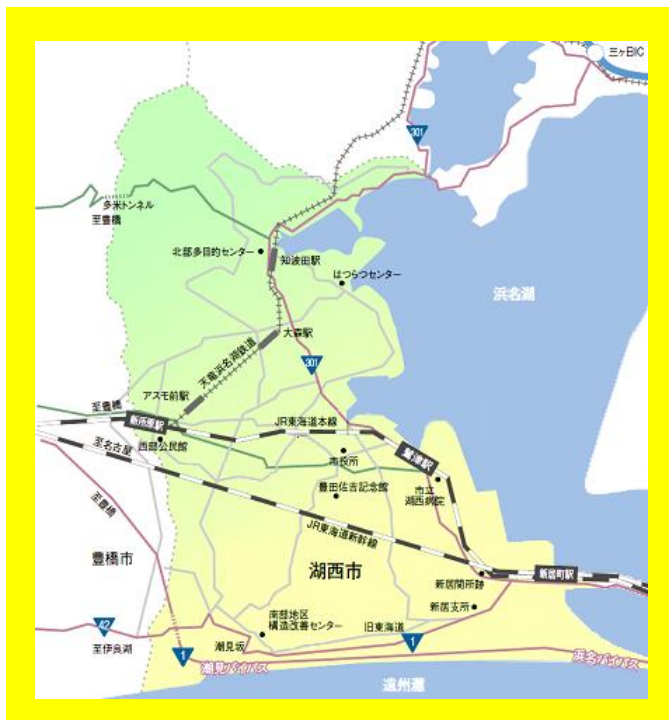 三ヶ日IC
301
多米トンネル
至豊橋
北部多目的センター
知波田駅
はつらつセンター
浜名湖
大森駅
天竜浜名湖鉄道
301
アスモ前駅
至豊橋
新所原駅
JR東海道本線
西部公民館
至名古屋
市役所
鷲津駅
市立
湖西病院
豊田佐吉記念館
至豊橋
JR東海道新幹線
豊橋市
湖西市
新居関所跡
新居町駅
新居支所
南部地区
構造改善センター
旧東海道
42
1
至伊良湖
潮見坂
1
潮見バイパス
浜名バイパス
遠州灘